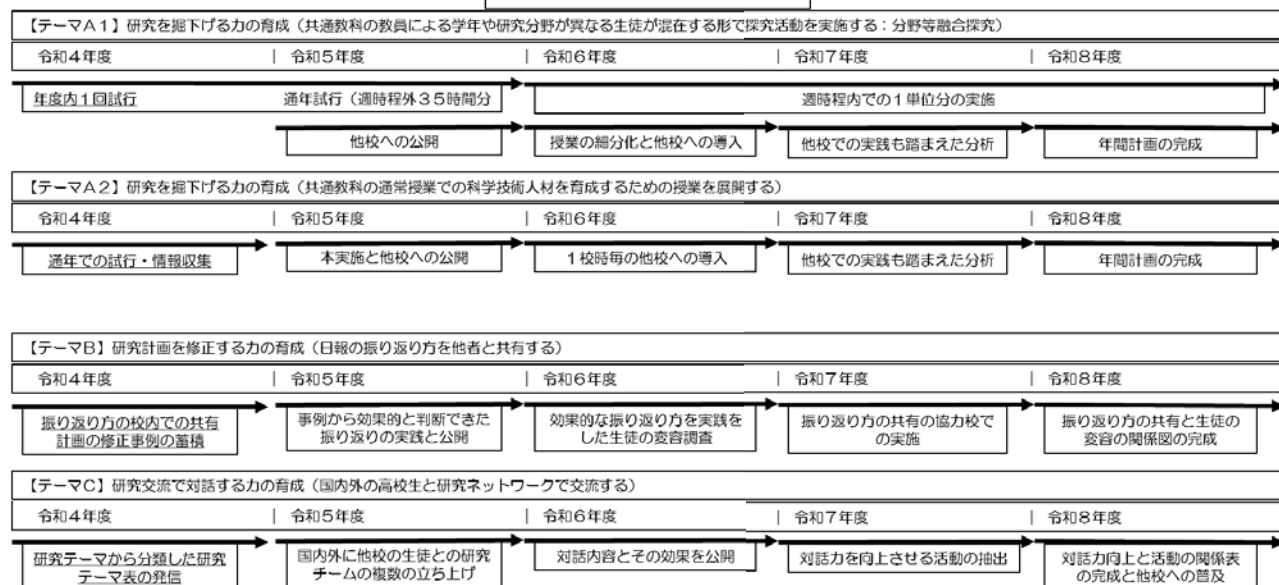 【テーマA1】研究を掘下げる力の育成（共通教科の教員による学年や研究分野が異なる生徒が混在する形で探究活動を実施する：分野等融合探究）
令和4年度 | 令和5年度 | 令和6年度 | 令和7年度 | 令和8年度
年度内1回試行 通年試行（週時程外35時間分 週時程内での1単位分の実施
他校への公開 授業の細分化と他校への導入 他校での実践も踏まえた分析 年間計画の完成
【テーマA2】研究を掘下げる力の育成（共通教科の通常授業での科学技術人材を育成するための授業を展開する）
令和4年度 | 令和5年度 | 令和6年度 | 令和7年度 | 令和8年度
通年での試行・情報収集 本実施と他校への公開 1校時毎の他校への導入 他校での実践も踏まえた分析 年間計画の完成
【テーマB】研究計画を修正する力の育成（日報の振り返り方を他者と共有する）
令和4年度 | 令和5年度 | 令和6年度 | 令和7年度 | 令和8年度
振り返り方の校内での共有 事例から効果的と判断できた 効果的な振り返り方を実践を 振り返り方の共有の協力校で 振り返り方の共有と生徒の
計画の修正事例の蓄積 振り返りの実践と公開 した生徒の変容調査 の実施 変容の関係図の完成
【テーマC】研究交流で対話する力の育成（国内外の高校生と研究ネットワークで交流する）
令和4年度 | 令和5年度 | 令和6年度 | 令和7年度 | 令和8年度
研究テーマから分類した研究 国内外に他校の生徒との研究 対話内容とその効果を公開 対話力を向上させる活動の抽出 対話力向上と活動の関係表
テーマ表の発信 チームの複数の立ち上げ の完成と他校への普及